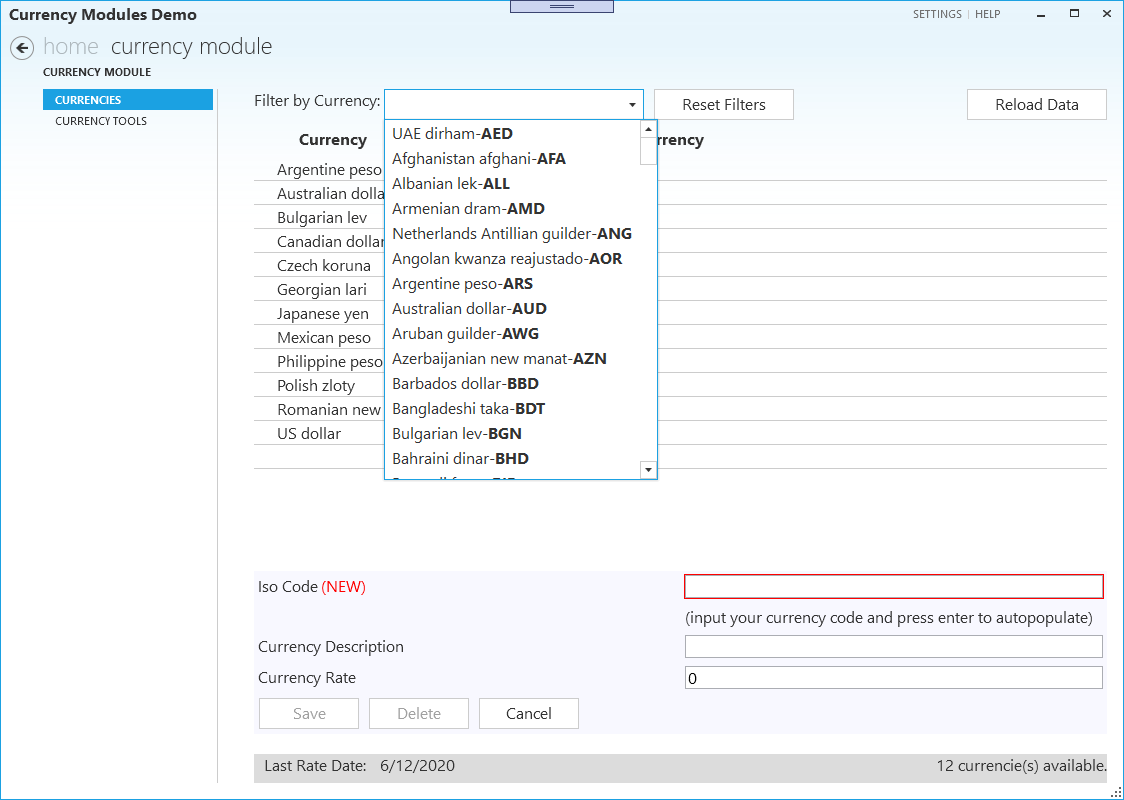 Currency Modules Demo
SETTINGS | HELP
home currency module
CURRENCY MODULE
CURRENCIES
CURRENCY TOOLS
Filter by Currency:
Reset Filters
Reload Data
Currency
rrency
Argentine peso
Australian dolla
Bulgarian lev
Canadian dollar
Czech koruna
Georgian lari
Japanese yen
Mexican peso
Philippine peso
Polish zloty
Romanian new
US dollar
UAE dirham-AED
Afghanistan afghani-AFA
Albanian lek-ALL
Armenian dram-AMD
Netherlands Antillian guilder-ANG
Angolan kwanza reajustado-AOR
Argentine peso-ARS
Australian dollar-AUD
Aruban guilder-AWG
Azerbaijanian new manat-AZN
Barbados dollar-BBD
Bangladeshi taka-BDT
Bulgarian lev-BGN
Bahraini dinar-BHD
Iso Code (NEW)
(input your currency code and press enter to autopopulate)
Currency Description
Currency Rate
0
Save
Delete
Cancel
Last Rate Date: 6/12/2020
12 currencie(s) available.